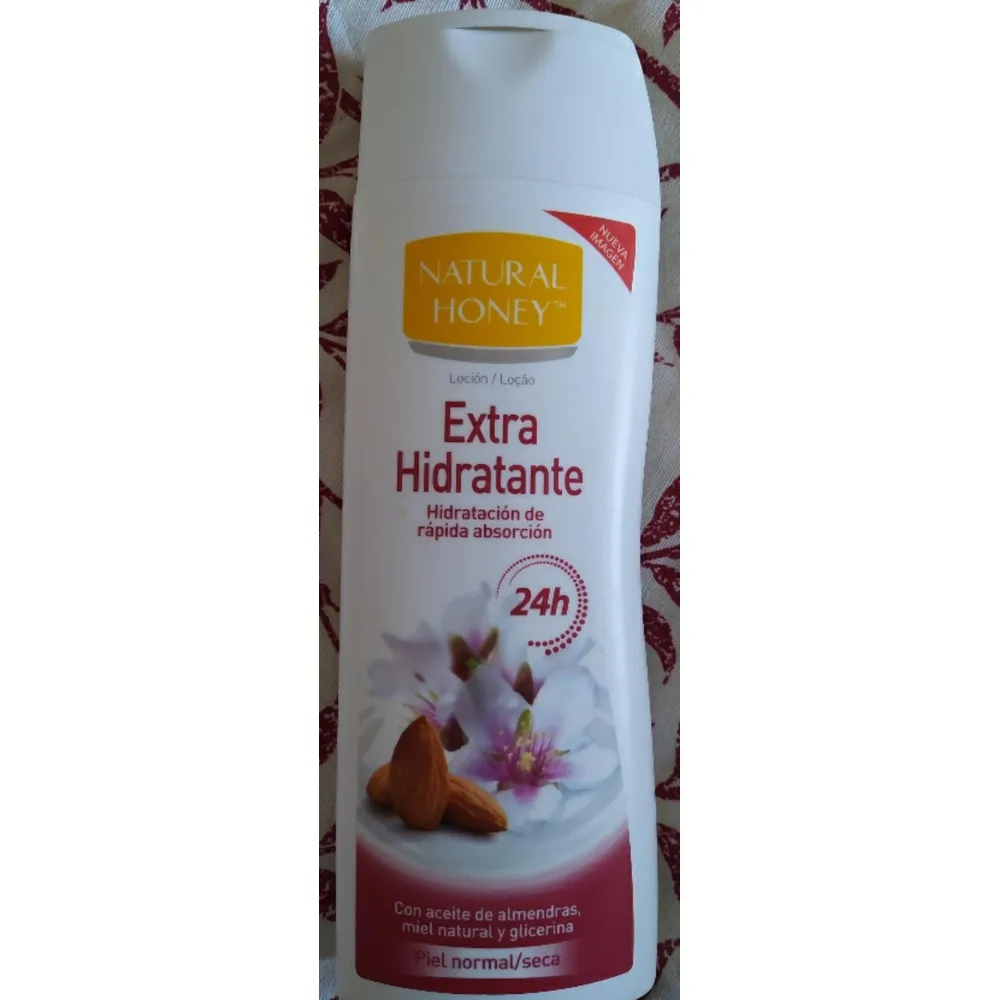 NUEVA
IMAGEN
NATURAL
HONEY™
Loción / Loção
Extra
Hidratante
Hidratación de
rápida absorción
24h
Con aceite de almendras,
miel natural y glicerina
Piel normal/seca